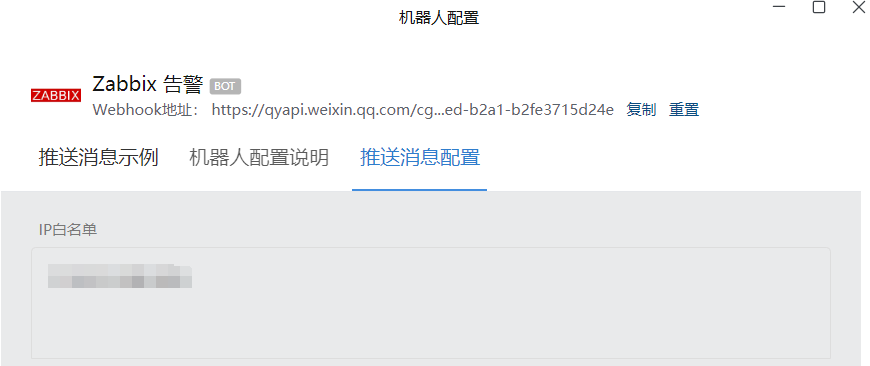 机器人配置
Zabbix 告警 BOT
ZABBIX
Webhook地址： https://qyapi.weixin.qq.com/cg...ed-b2a1-b2fe3715d24e 复制 重置
推送消息示例 机器人配置说明 推送消息配置
IP白名单